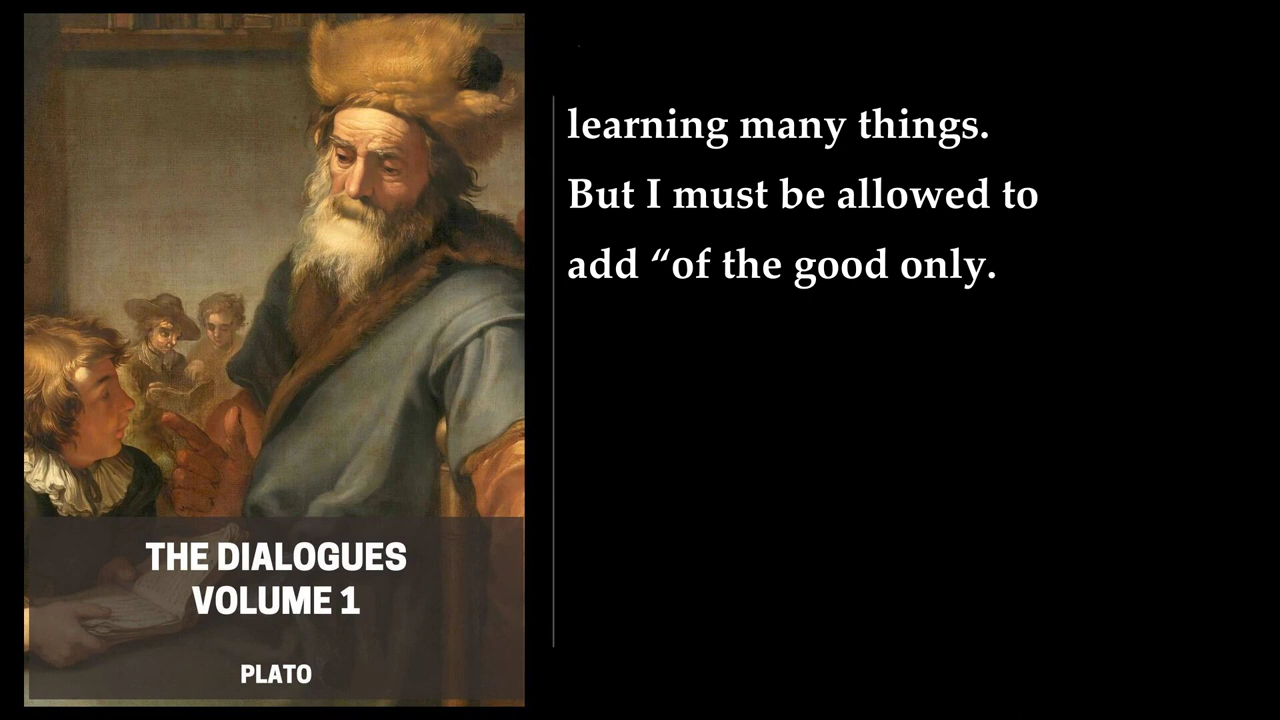 learning many things.
But I must be allowed to
add “of the good only.
THE DIALOGUES
VOLUME 1
PLATO